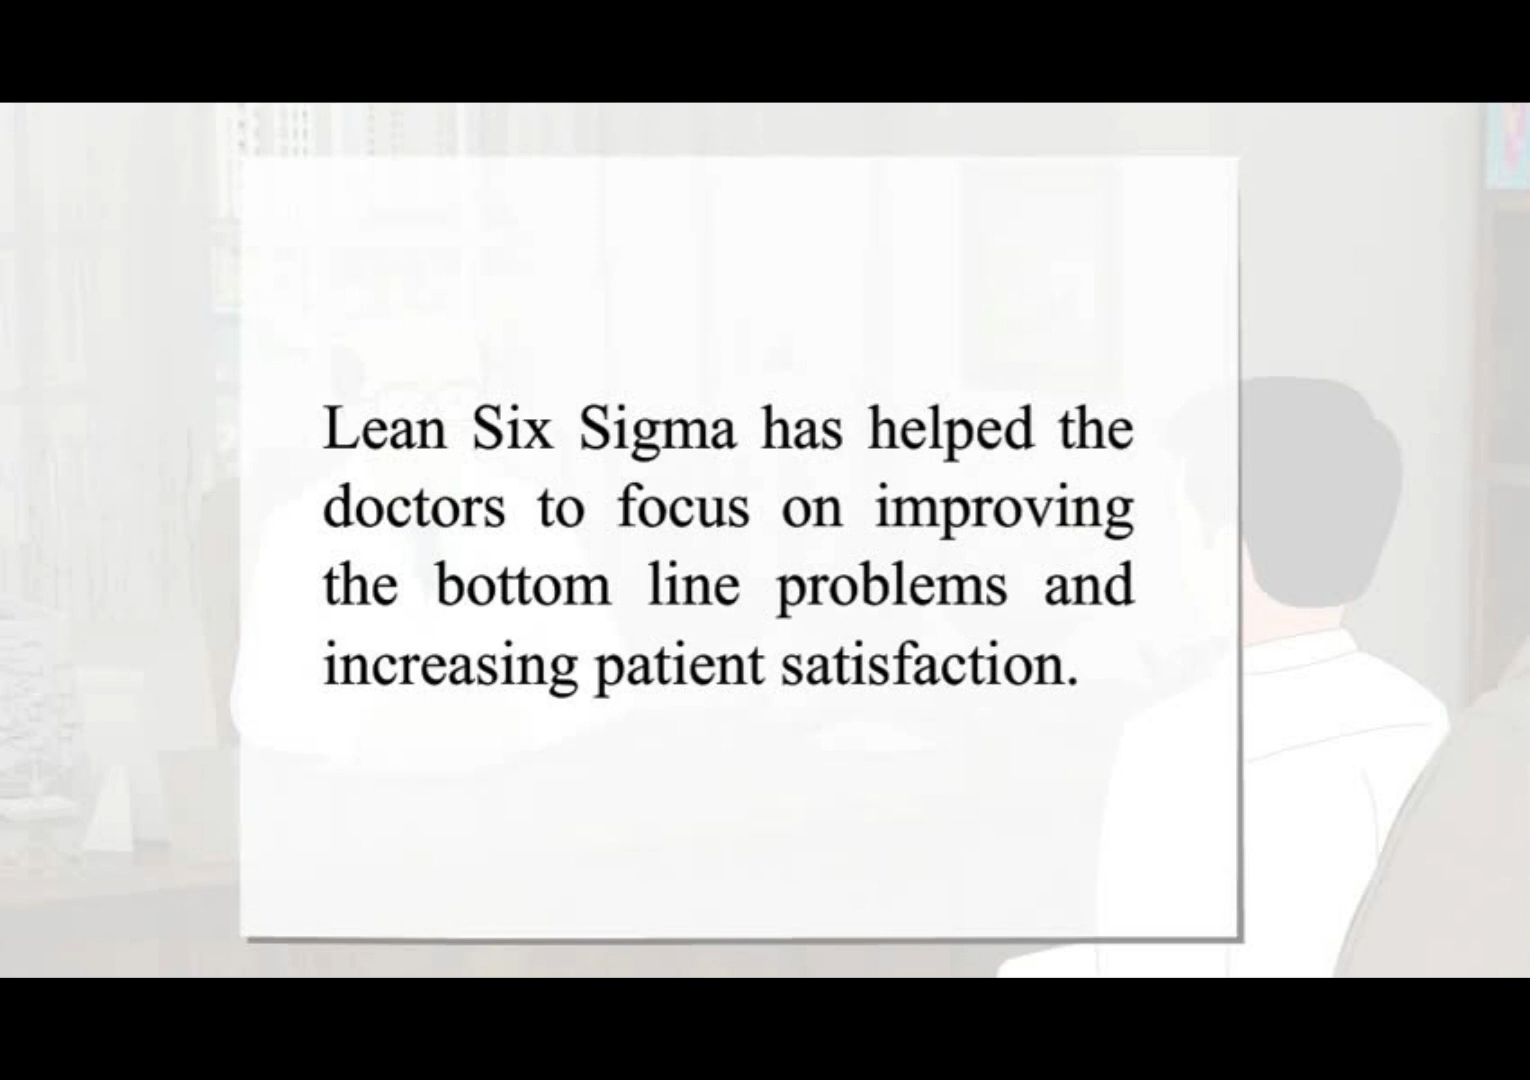 Lean Six Sigma has helped the
doctors to focus on improving
the bottom line problems and
increasing patient satisfaction.